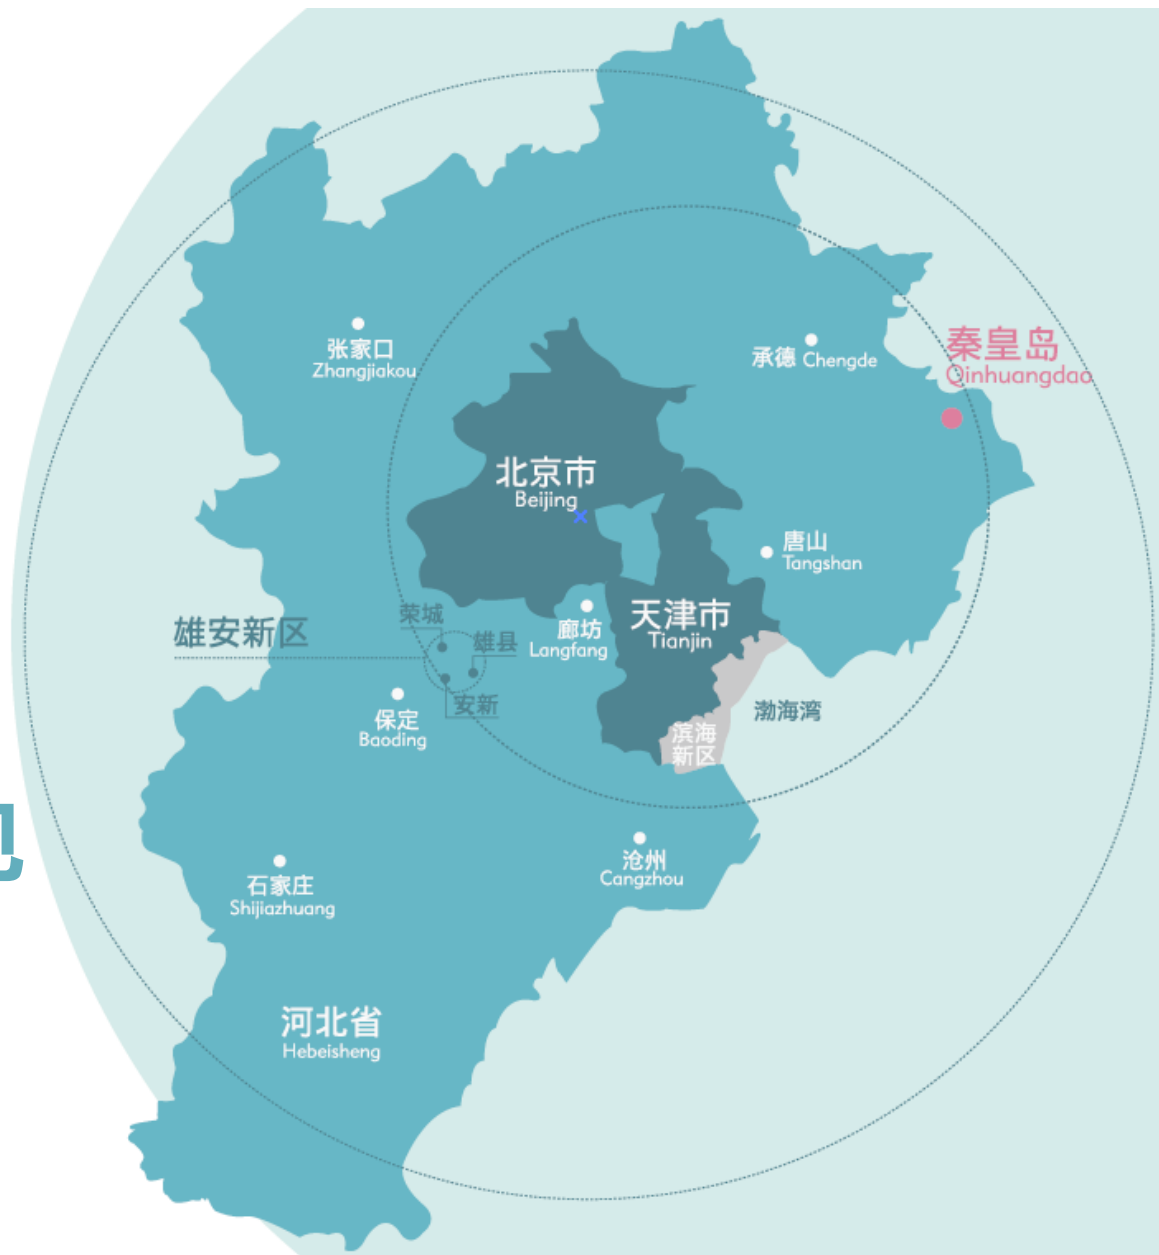 张家口
Zhangjiakou
承德 Chengde
秦皇岛
Qinhuangdao
北京市
Beijing
唐山
Tangshan
荣城
雄安新区
雄县
廊坊
Langfang
天津市
Tianjin
安新
保定
Baoding
渤海湾
滨海
新区
沧州
Cangzhou
石家庄
Shijiazhuang
河北省
Hebeisheng